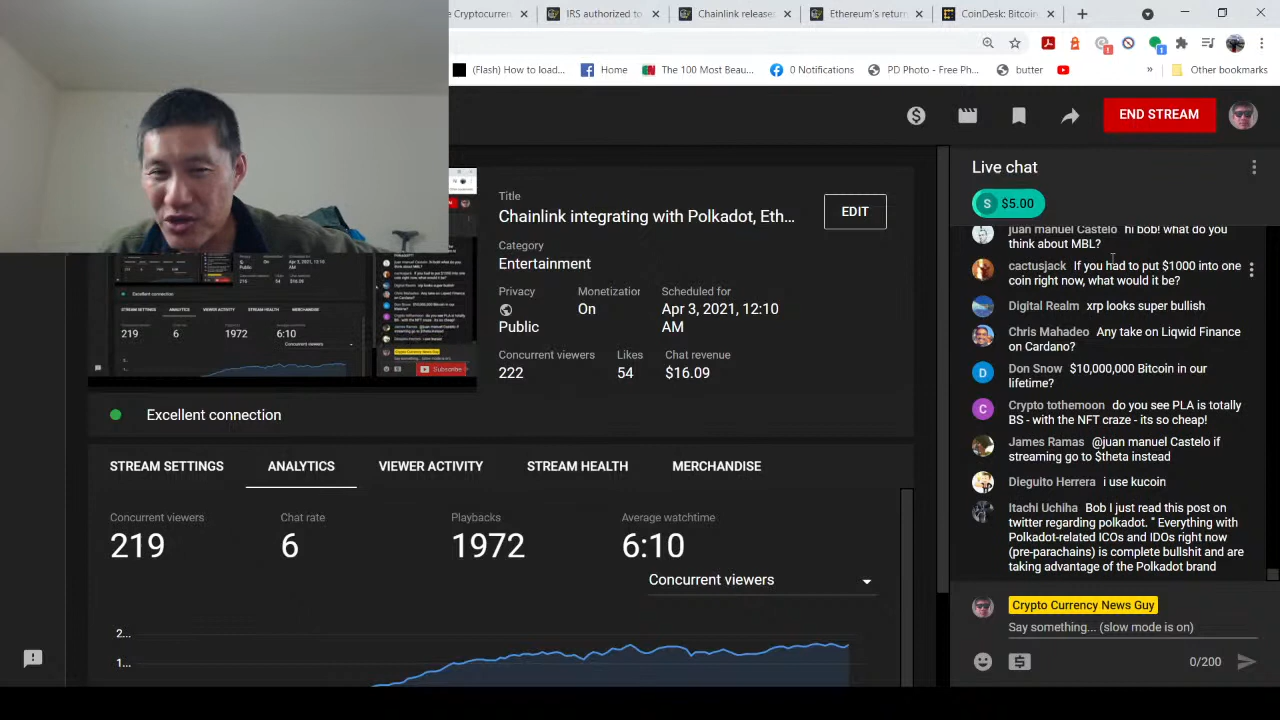 e Cryptocurren
IRS authorized to
Chainlink release
Ethereum's return
CoinDesk: Bitcoin
(Flash) How to load...
Home
The 100 Most Beau...
0 Notifications
PD Photo - Free Ph...
butter
»
Other bookmarks
END STREAM
Title
Chainlink integrating with Polkadot, Eth...
EDIT
Category
Entertainment
Privacy
Public
Monetization
On
Scheduled for
Apr 3, 2021, 12:10
AM
Concurrent viewers
222
Likes
54
Chat revenue
$16.09
Excellent connection
STREAM SETTINGS
ANALYTICS
VIEWER ACTIVITY
STREAM HEALTH
MERCHANDISE
Concurrent viewers
219
Chat rate
6
Playbacks
1972
Average watchtime
6:10
Concurrent viewers
2...
1...
Live chat
S $5.00
juan manuel Castelo hi bob! what do you
think about MBL?
cactusjack If you had to put $1000 into one
coin right now, what would it be?
Digital Realm xrp looks super bullish
Chris Mahadeo Any take on Liqwid Finance
on Cardano?
Don Snow $10,000,000 Bitcoin in our
lifetime?
Crypto tothemoon do you see PLA is totally
BS - with the NFT craze - its so cheap!
James Ramas @juan manuel Castelo if
streaming go to $theta instead
Dieguito Herrera i use kucoin
Itachi Uchiha Bob I just read this post on
twitter regarding polkadot. " Everything with
Polkadot-related ICOs and IDOs right now
(pre-parachains) is complete bullshit and are
taking advantage of the Polkadot brand
Crypto Currency News Guy
Say something... (slow mode is on)
0/200